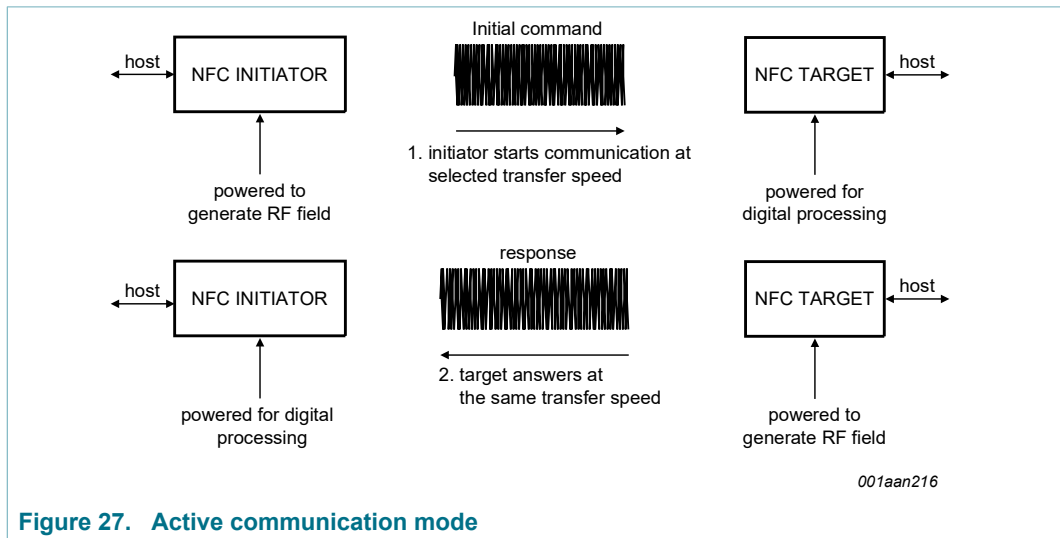 Initial command
host
NFC INITIATOR
NFC TARGET
host
1. initiator starts communication at
selected transfer speed
powered to
generate RF field
powered for
digital processing
response
host
NFC INITIATOR
NFC TARGET
host
2. target answers at
the same transfer speed
powered for digital
processing
powered to
generate RF field
001aan216
Figure 27. Active communication mode